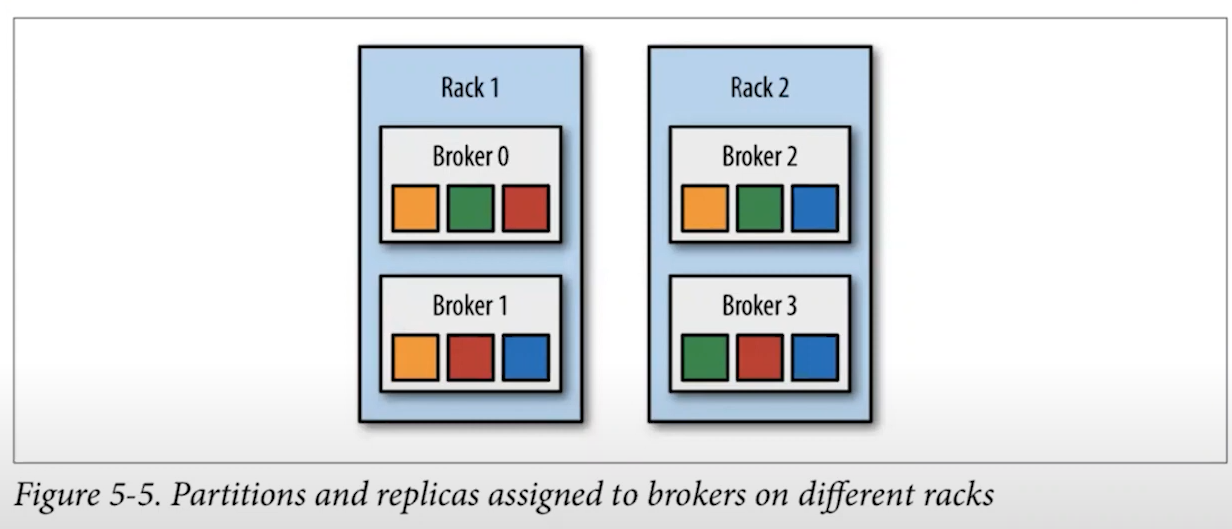 Rack 1
Broker 0
Broker 1
Rack 2
Broker 2
Broker 3
Figure 5-5. Partitions and replicas assigned to brokers on different racks